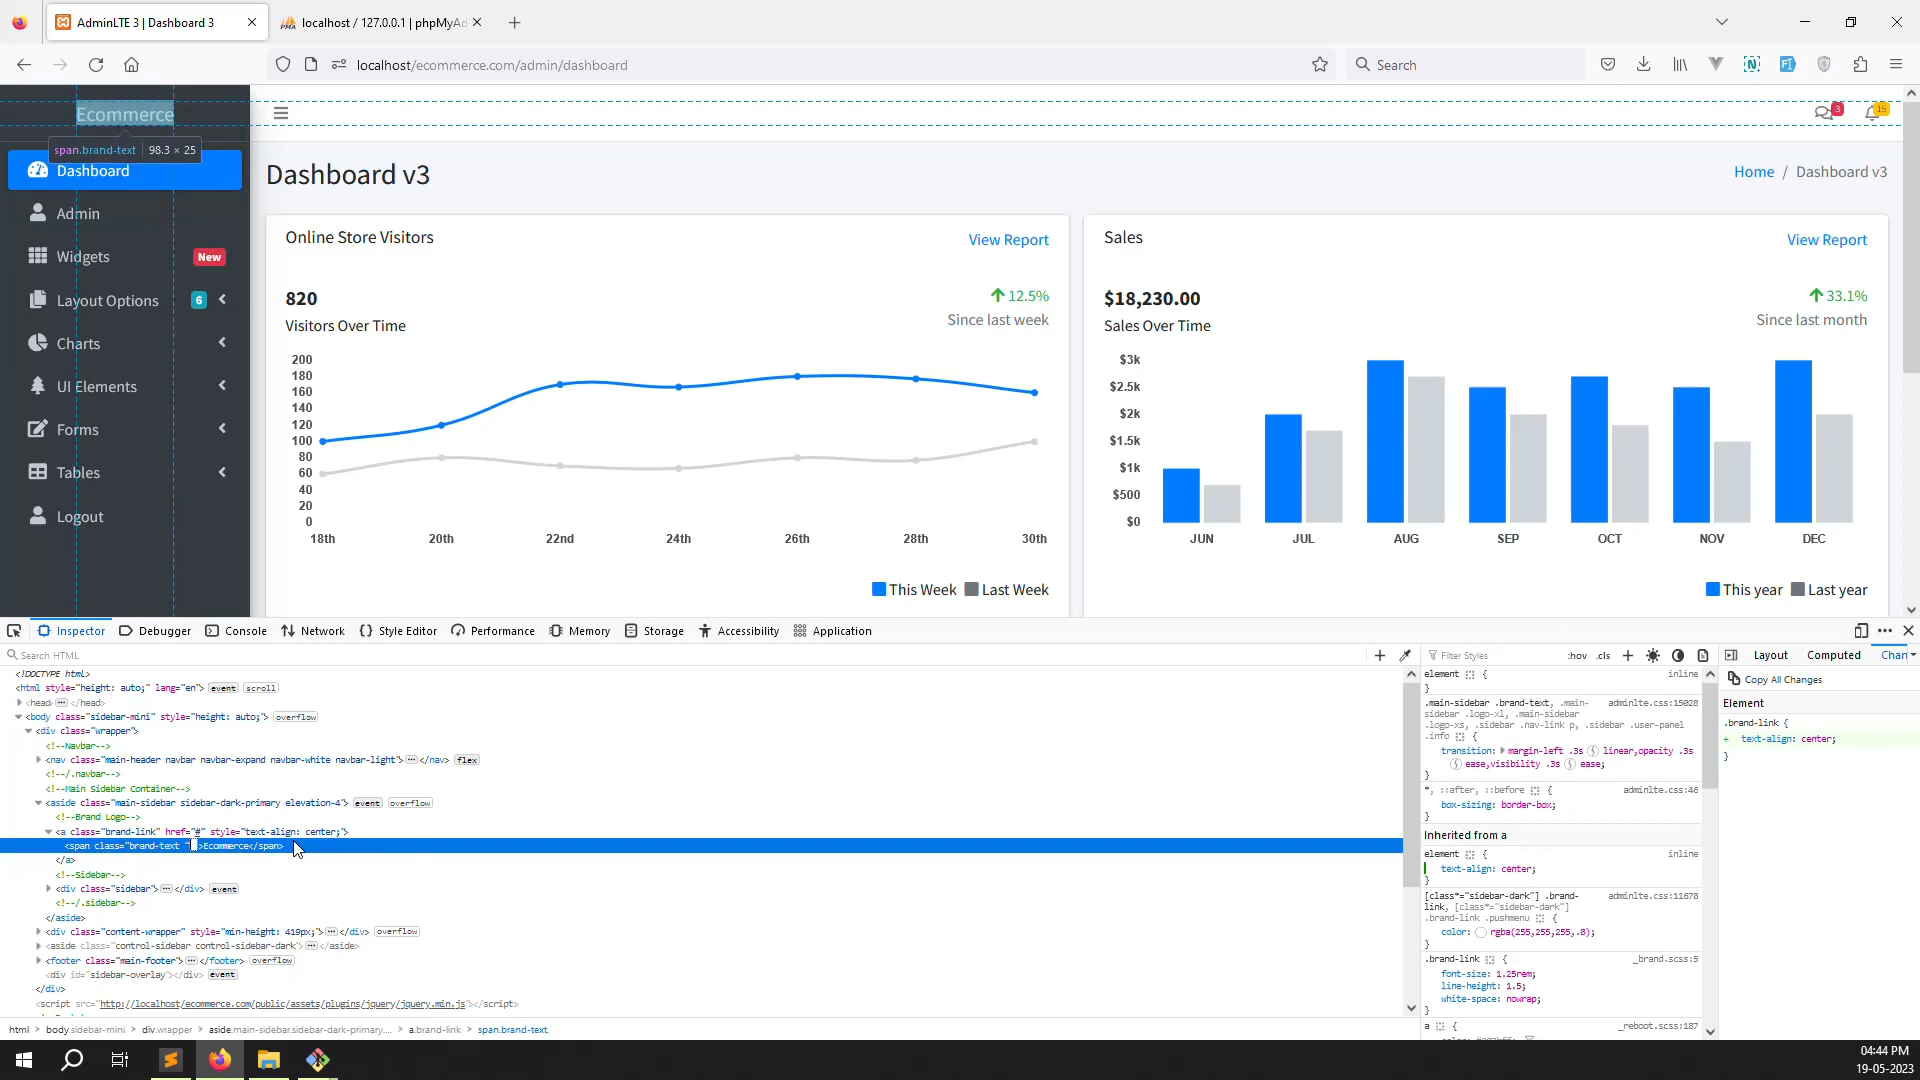 AdminLTE 3 | Dashboard 3
localhost / 127.0.0.1 | phpMyAd
localhost/ecommerce.com/admin/dashboard
Search
Ecommerce
3
15
span.brand-text 98.3 × 25
Dashboard
Admin
Widgets
New
Layout Options
6
Charts
UI Elements
Forms
Tables
Logout
Dashboard v3
Home / Dashboard v3
Online Store Visitors
View Report
820
12.5%
Visitors Over Time
Since last week
200
180
160
140
120
100
80
60
40
20
0
18th 20th 22nd 24th 26th 28th 30th
This Week Last Week
Sales
View Report
$18,230.00
33.1%
Sales Over Time
Since last month
$3k
$2.5k
$2k
$1.5k
$1k
$500
$0
JUN JUL AUG SEP OCT NOV DEC
This year Last year
Inspector Debugger Console Network Style Editor Performance Memory Storage Accessibility Application
Search HTML
<!DOCTYPE html>
<html style="height: auto;" lang="en"> event scroll
<head> </head>
<body class="sidebar-mini" style="height: auto;"> overflow
<div class="wrapper">
<!--Navbar-->
<nav class="main-header navbar navbar-expand navbar-white navbar-light"> </nav> flex
<!--/.navbar-->
<!--Main Sidebar Container-->
<aside class="main-sidebar sidebar-dark-primary elevation-4"> event overflow
<!--Brand Logo-->
<a class="brand-link" href="#" style="text-align: center;">
<span class="brand-text " >Ecommerce</span>
</a>
<!--Sidebar-->
<div class="sidebar"> </div> event
<!--/.sidebar-->
</aside>
<div class="content-wrapper" style="min-height: 419px;"> </div> overflow
<aside class="control-sidebar control-sidebar-dark"> </aside>
<footer class="main-footer"> </footer> overflow
<div id="sidebar-overlay"></div> event
</div>
<script src="http://localhost/ecommerce.com/public/assets/plugins/jquery/jquery.min.js"></script>
html > body.sidebar-mini > div.wrapper > aside.main-sidebar.sidebar-dark-primary.... > a.brand-link > span.brand-text.
Filter Styles
:hov .cls
element { inline
}
.main-sidebar .brand-text, .main- adminlte.css:15028
sidebar .logo-xl, .main-sidebar
.logo-xs, .sidebar .nav-link p, .sidebar .user-panel
.info {
transition: margin-left .3s linear,opacity .3s
ease,visibility .3s ease;
}
*, ::after, ::before { adminlte.css:46
box-sizing: border-box;
}
Inherited from a
element { inline
text-align: center;
}
[class*="sidebar-dark"] .brand- adminlte.css:11678
link, [class*="sidebar-dark"]
.brand-link .pushmenu {
color: rgba(255,255,255,.8);
}
.brand-link { _brand.scss:5
font-size: 1.25rem;
line-height: 1.5;
white-space: nowrap;
}
a { _reboot.scss:187
Layout Computed Chan
Copy All Changes
Element
.brand-link {
+ text-align: center;
}
04:44 PM
19-05-2023